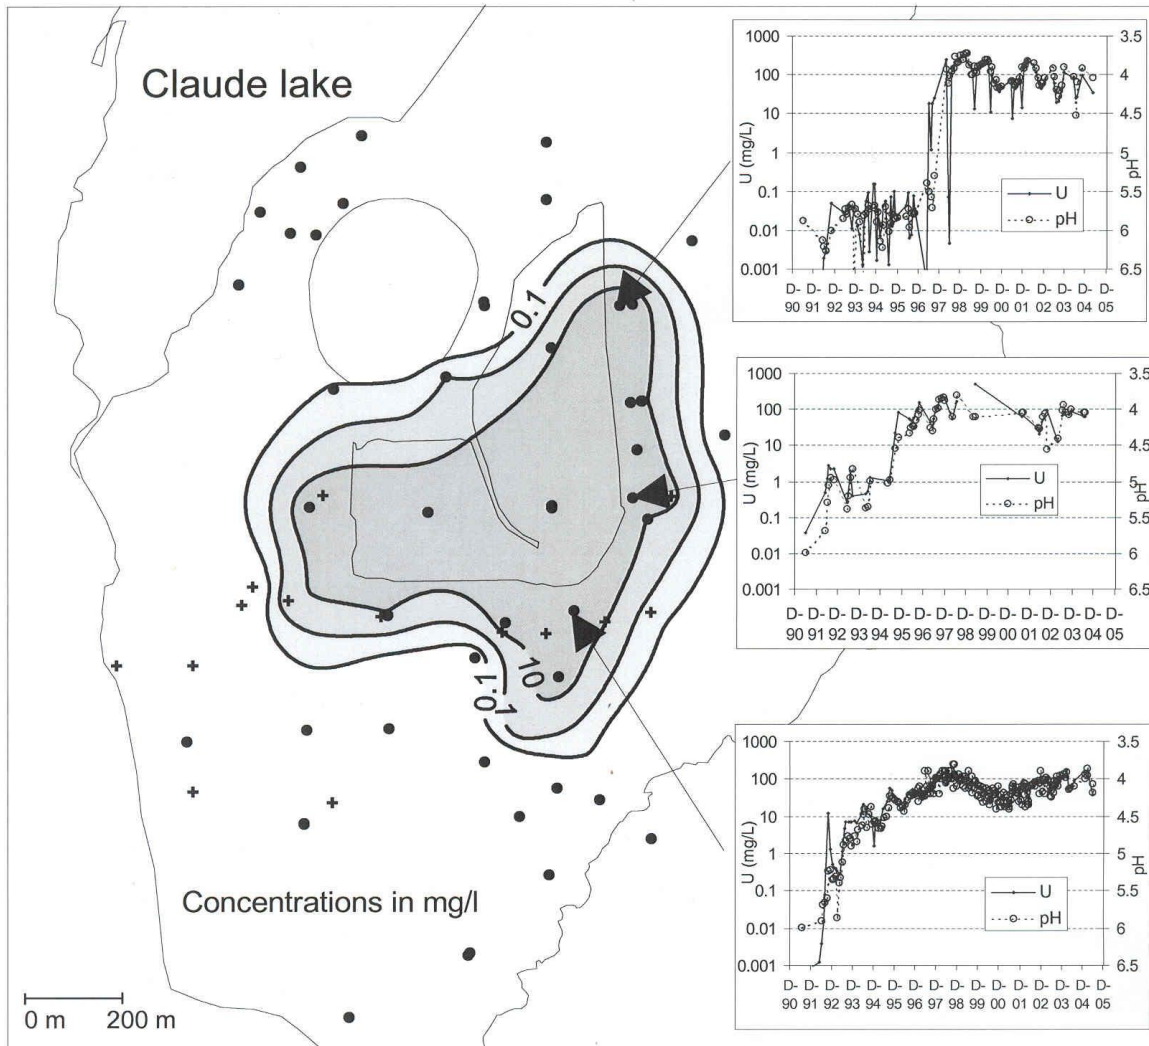 Claude lake
0.1
10
0.1
1
Concentrations in mg/l
0 m 200 m
1000
100
10
1
0.1
0.01
0.001
U (mg/L)
3.5
4
4.5
5
5.5
6
6.5
pH
U
pH
D- D- D- D- D- D- D- D- D- D- D- D- D- D- D- D-
90 91 92 93 94 95 96 97 98 99 00 01 02 03 04 05
1000
100
10
1
0.1
0.01
0.001
U (mg/L)
3.5
4
4.5
5
5.5
6
6.5
pH
U
pH
D- D- D- D- D- D- D- D- D- D- D- D- D- D- D- D-
90 91 92 93 94 95 96 97 98 99 00 01 02 03 04 05
1000
100
10
1
0.1
0.01
0.001
U (mg/L)
3.5
4
4.5
5
5.5
6
6.5
pH
U
pH
D- D- D- D- D- D- D- D- D- D- D- D- D- D- D- D-
90 91 92 93 94 95 96 97 98 99 00 01 02 03 04 05